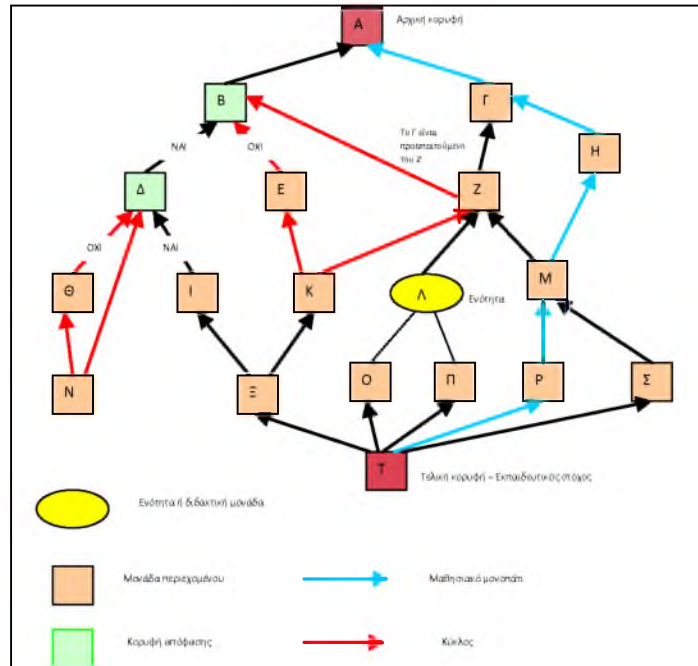 Α
Αρχική κορυφή
Β
Γ
ΝΑΙ
ΟΧΙ
Το Γ είναι
προαπαιτούμενη
του Ζ
Η
Δ
Ε
Ζ
ΟΧΙ
ΝΑΙ
Θ
Ι
Κ
Λ
Ενότητα
Μ
Ν
Ξ
Ο
Π
Ρ
Σ
Τ
Τελική κορυφή – Εκπαιδευτικός στόχος
Ενότητα ή διδακτική μονάδα
Μονάδα περιεχομένου
Μαθησιακό μονοπάτι
Κορυφή απόφασης
Κύκλος